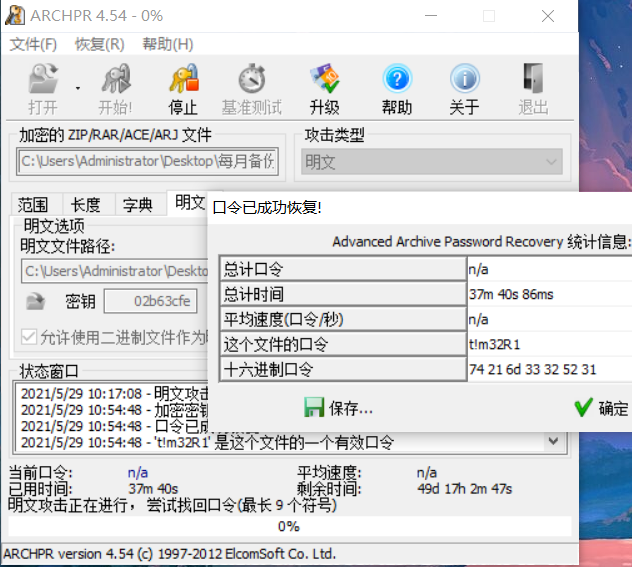 ARCHPR 4.54 - 0%
文件(F) 恢复(R) 帮助(H)
打开 开始! 停止 基准测试 升级 帮助 关于 退出
加密的 ZIP/RAR/ACE/ARJ 文件
攻击类型
C:\Users\Administrator\Desktop\每月备份
明文
范围 长度 字典 明文
口令已成功恢复!
明文选项
明文文件路径:
C:\Users\Administrator\Deskto
密钥 02b63cfe
允许使用二进制文件作为
Advanced Archive Password Recovery 统计信息:
总计口令 n/a
总计时间 37m 40s 86ms
平均速度(口令/秒) n/a
这个文件的口令 t!m32R1
十六进制口令 74 21 6d 33 32 52 31
保存... 确定
状态窗口
2021/5/29 10:17:08 - 明文攻击
2021/5/29 10:54:48 - 加密密钥
2021/5/29 10:54:48 - 口令已成
2021/5/29 10:54:48 - 't!m32R1' 是这个文件的一个有效口令
当前口令: n/a 平均速度: n/a
已用时间: 37m 40s 剩余时间: 49d 17h 2m 47s
明文攻击正在进行，尝试找回口令(最长 9 个符号)
0%
ARCHPR version 4.54 (c) 1997-2012 ElcomSoft Co. Ltd.